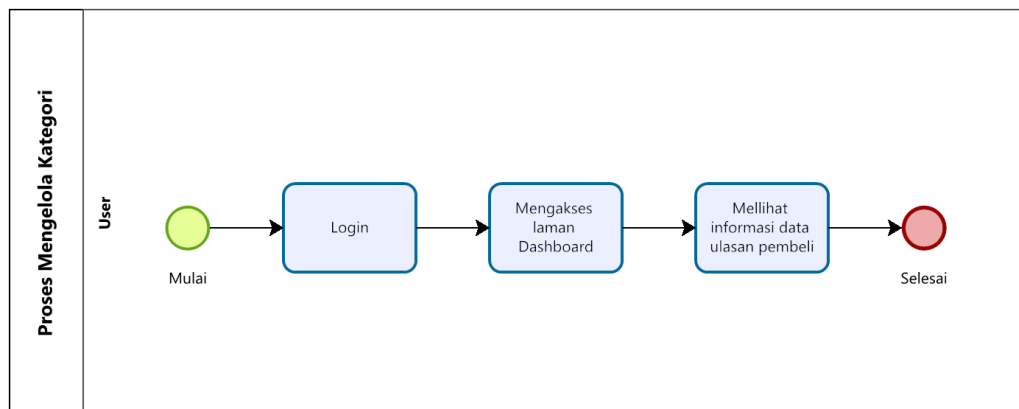 Proses Mengelola Kategori
User
Mulai
Login
Mengakses
laman
Dashboard
Mellihat
informasi data
ulasan pembeli
Selesai